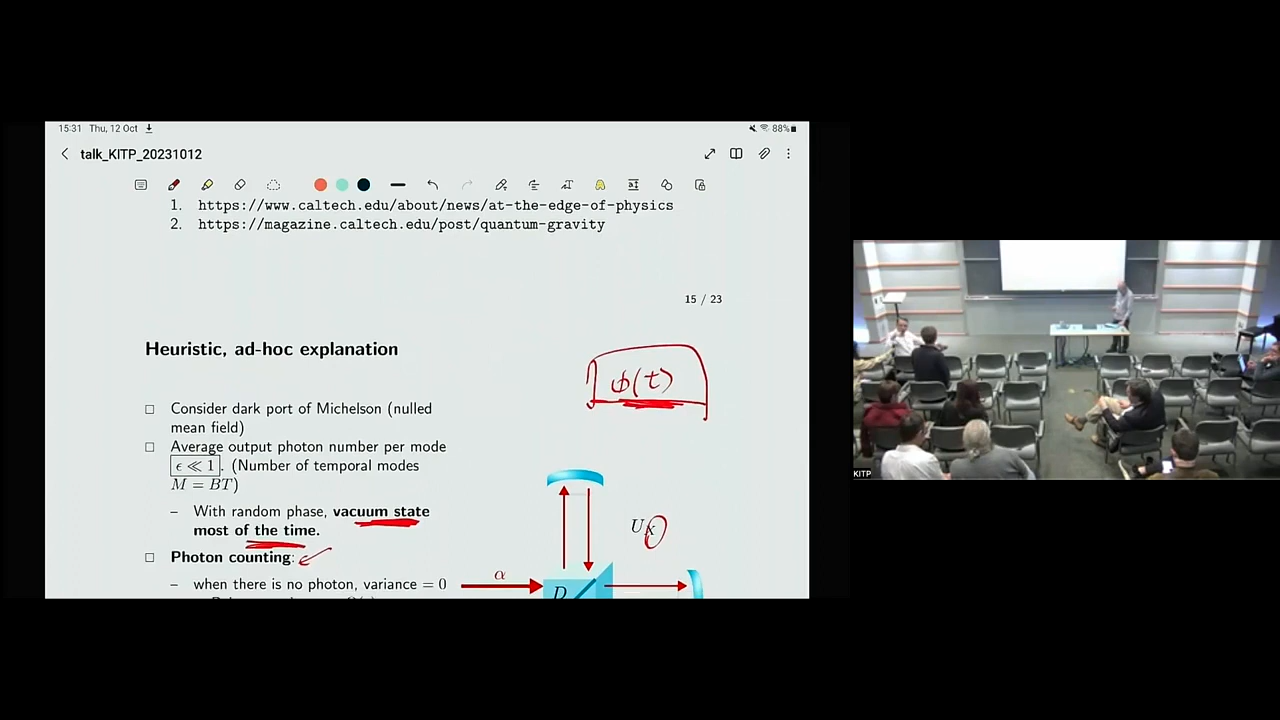 15:31 Thu, 12 Oct
88%
talk_KITP_20231012
1. https://www.caltech.edu/about/news/at-the-edge-of-physics
2. https://magazine.caltech.edu/post/quantum-gravity
15 / 23
Heuristic, ad-hoc explanation
ϕ(t)
□ Consider dark port of Michelson (nulled
mean field)
□ Average output photon number per mode
ϵ ≪ 1. (Number of temporal modes
M = BT)
– With random phase, vacuum state
most of the time.
□ Photon counting:
– when there is no photon, variance = 0
U
α
D
KITP